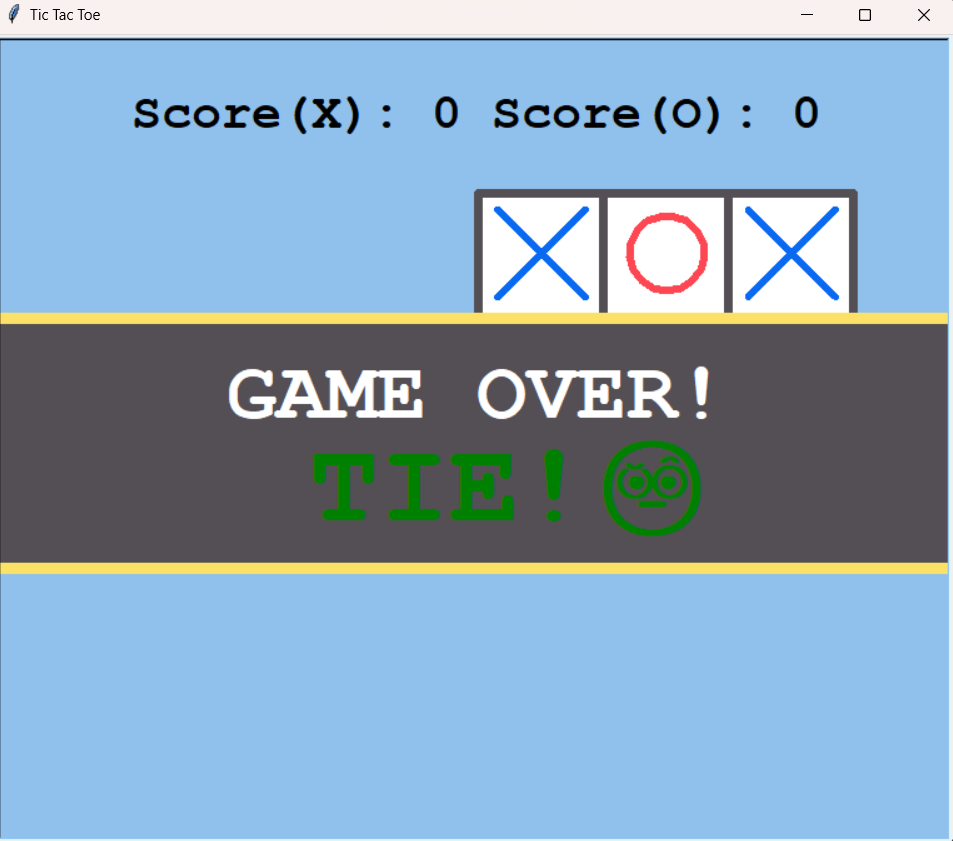 Tic Tac Toe
Score(X): 0 Score(O): 0
X O X
GAME OVER!
TIE!